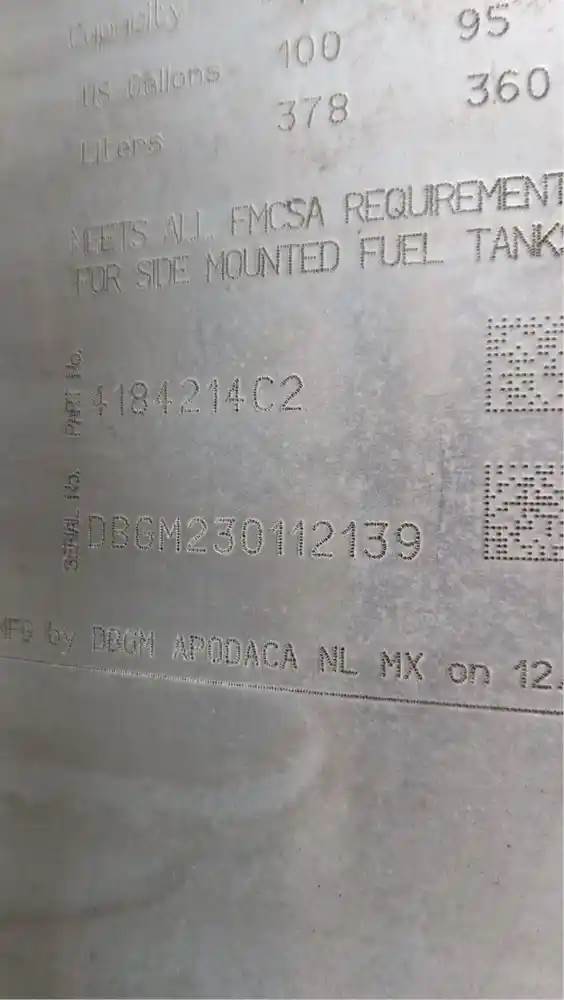 Capacity
US Gallons 100 95
Liters 378 360
MEETS ALL FMCSA REQUIREMENT
FOR SIDE MOUNTED FUEL TANKS
PART No. 4184214C2
SERIAL No. DBGM230112139
MFG by DBGM APODACA NL MX on 12.